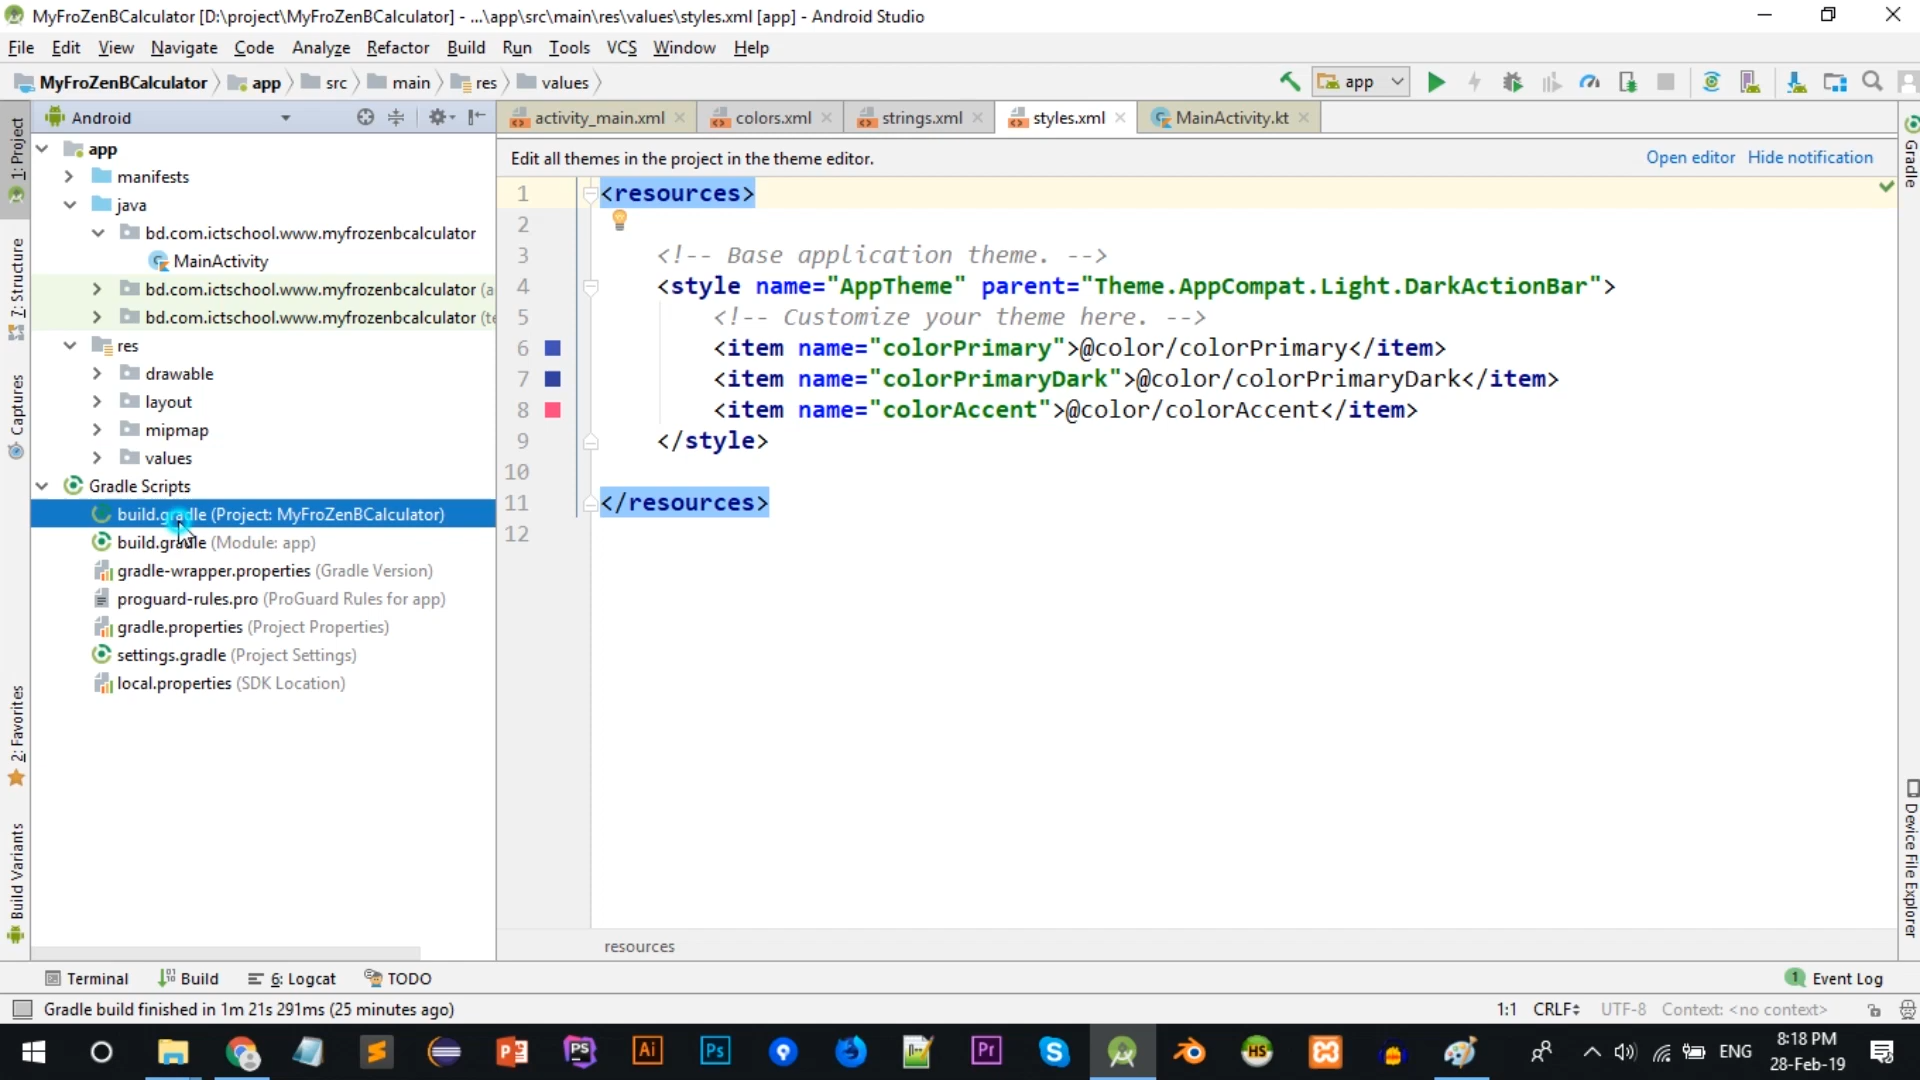 MyFroZenBCalculator [D:\project\MyFroZenBCalculator] - ...\app\src\main\res\values\styles.xml [app] - Android Studio
File Edit View Navigate Code Analyze Refactor Build Run Tools VCS Window Help
MyFroZenBCalculator app src main res values
app
Android
activity_main.xml colors.xml strings.xml styles.xml MainActivity.kt
1: Project
7: Structure
Captures
2: Favorites
Build Variants
app
manifests
java
bd.com.ictschool.www.myfrozenbcalculator
MainActivity
bd.com.ictschool.www.myfrozenbcalculator (a
bd.com.ictschool.www.myfrozenbcalculator (te
res
drawable
layout
mipmap
values
Gradle Scripts
build.gradle (Project: MyFroZenBCalculator)
build.gradle (Module: app)
gradle-wrapper.properties (Gradle Version)
proguard-rules.pro (ProGuard Rules for app)
gradle.properties (Project Properties)
settings.gradle (Project Settings)
local.properties (SDK Location)
Edit all themes in the project in the theme editor. Open editor Hide notification
1 <resources>
2
3 <!-- Base application theme. -->
4 <style name="AppTheme" parent="Theme.AppCompat.Light.DarkActionBar">
5 <!-- Customize your theme here. -->
6 <item name="colorPrimary">@color/colorPrimary</item>
7 <item name="colorPrimaryDark">@color/colorPrimaryDark</item>
8 <item name="colorAccent">@color/colorAccent</item>
9 </style>
10
11 </resources>
12
resources
Gradle
Device File Explorer
Terminal Build 6: Logcat TODO 1 Event Log
Gradle build finished in 1m 21s 291ms (25 minutes ago) 1:1 CRLF UTF-8 Context: <no context>
PS Ai Ps Pr HS
ENG
8:18 PM
28-Feb-19